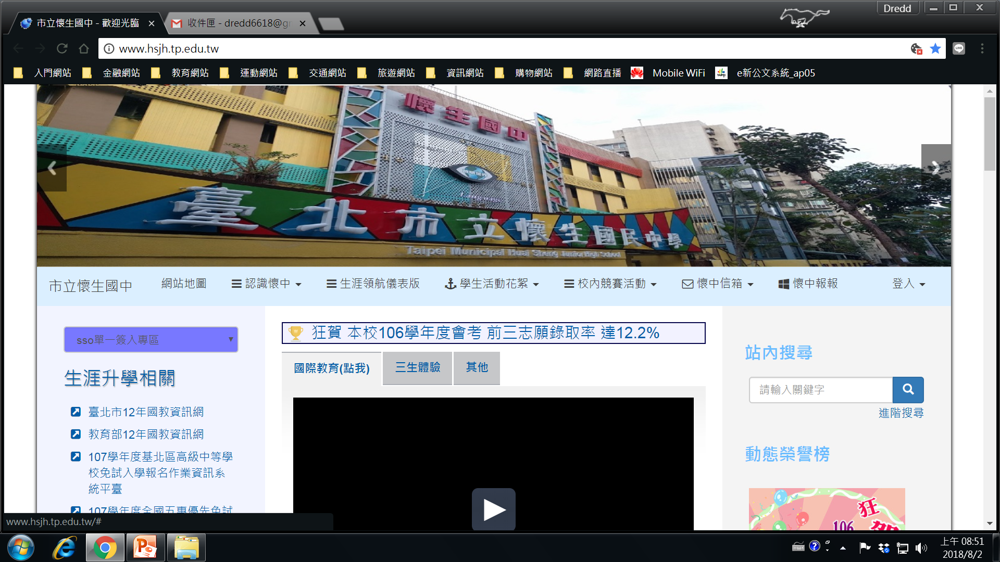 Dredd
市立懷生國中 - 歡迎光臨
收件匣 - dredd6618@gr
www.hsjh.tp.edu.tw
入門網站 金融網站 教育網站 運動網站 交通網站 旅遊網站 資訊網站 購物網站 網路直播 Mobile WiFi e新公文系統_ap05
懷生國中
臺北市立懷生國民中學
Taipei Municipal Huai Sheng Junior High School
市立懷生國中 網站地圖 認識懷中 生涯領航儀表版 學生活動花絮 校內競賽活動 懷中信箱 懷中報報 登入
sso單一簽入專區
生涯升學相關
臺北市12年國教資訊網
教育部12年國教資訊網
107學年度基北區高級中等學
校免試入學報名作業資訊系
統平臺
107學年度全國五專優先免試
狂賀 本校106學年度會考 前三志願錄取率 達12.2%
國際教育(點我) 三生體驗 其他
站內搜尋
請輸入關鍵字
進階搜尋
動態榮譽榜
狂賀
106
www.hsjh.tp.edu.tw/#
上午 08:51
2018/8/2